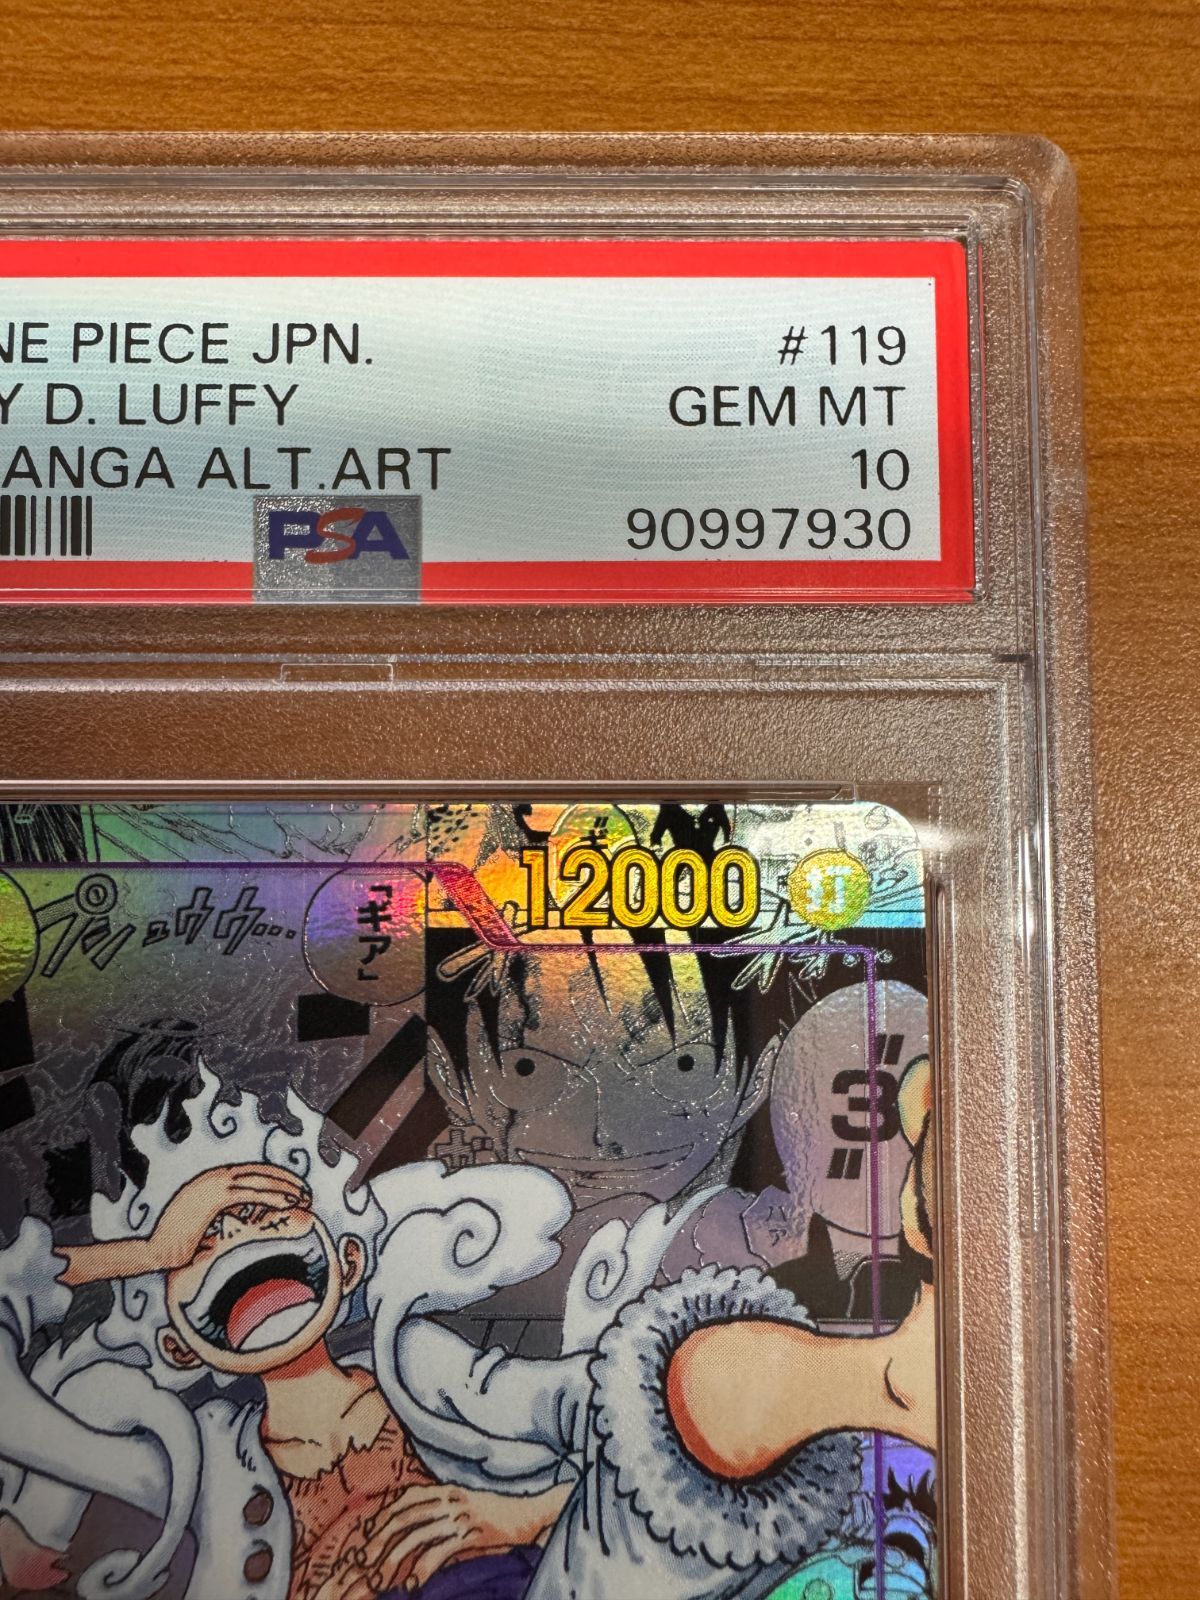 NE PIECE JPN. #119
Y D. LUFFY GEM MT
ANGA ALT.ART 10
PSA 90997930
12000 打
プシュウウ…
「ギア」
"3"